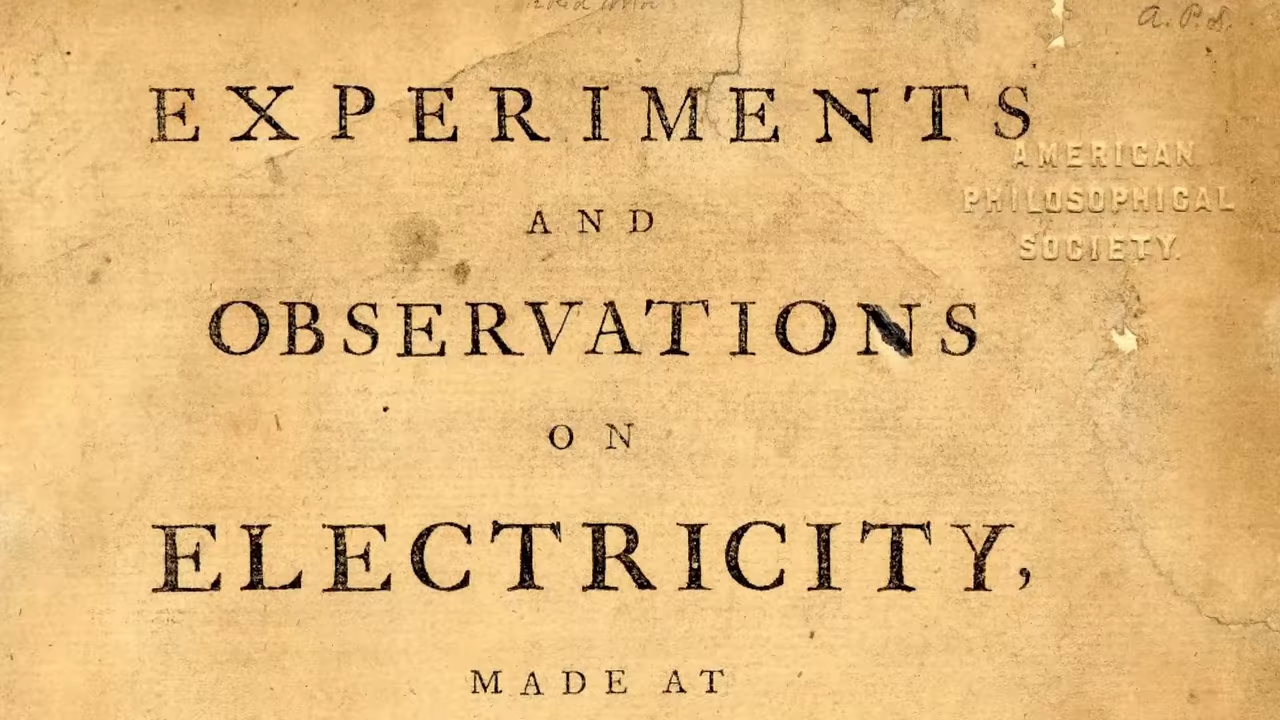 a. P. S.
EXPERIMENTS
AMERICAN
PHILOSOPHICAL
SOCIETY.
AND
OBSERVATIONS
ON
ELECTRICITY,
MADE AT